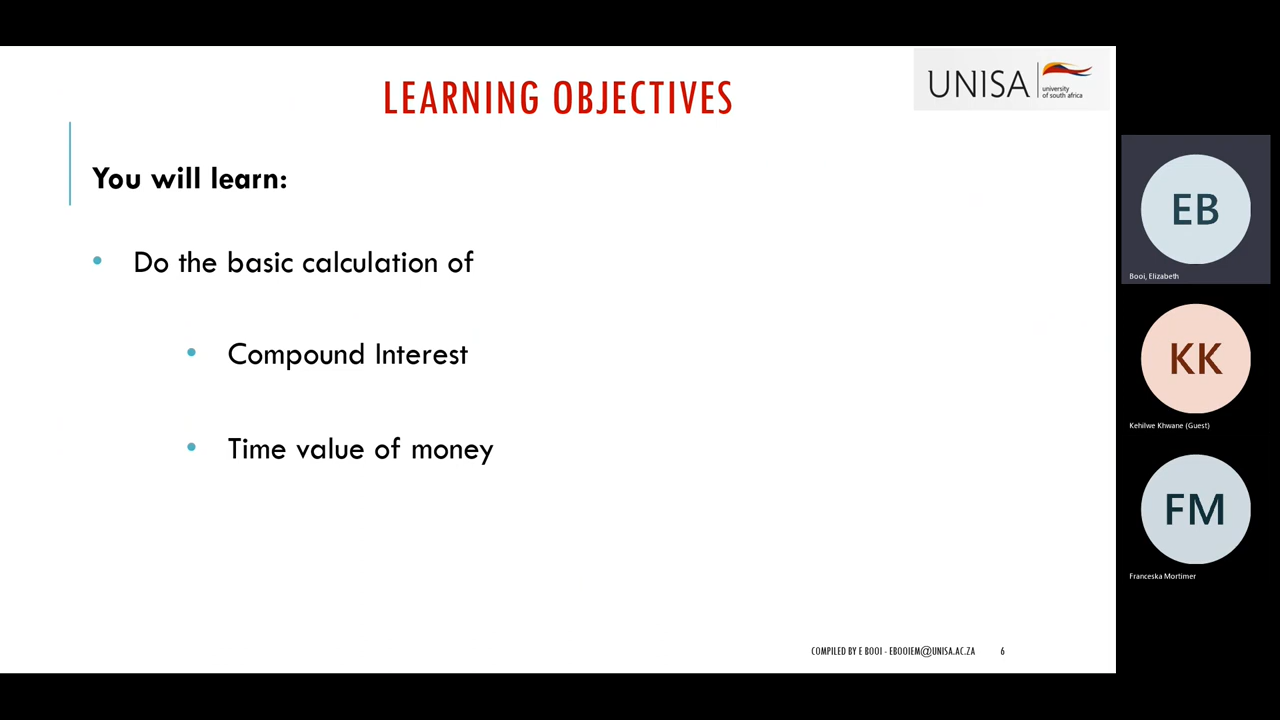 LEARNING OBJECTIVES
UNISA
university
of south africa
You will learn:
• Do the basic calculation of
• Compound Interest
• Time value of money
COMPILED BY E BOOI - EBOOIEM@UNISA.AC.ZA 6
EB
Booi, Elizabeth
KK
Kehilwe Khwane (Guest)
FM
Franceska Mortimer